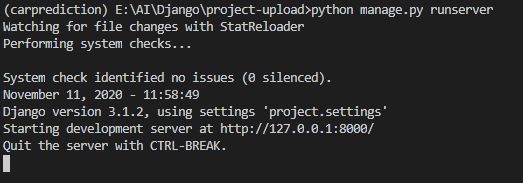 (carprediction) E:\AI\Django\project-upload>python manage.py runserver
Watching for file changes with StatReloader
Performing system checks...
System check identified no issues (0 silenced).
November 11, 2020 - 11:58:49
Django version 3.1.2, using settings 'project.settings'
Starting development server at http://127.0.0.1:8000/
Quit the server with CTRL-BREAK.